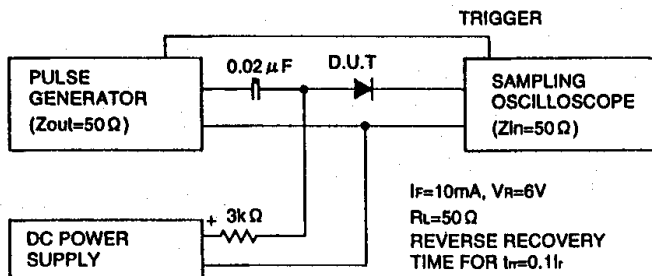 TRIGGER
PULSE
GENERATOR
(Zout=50Ω)
0.02μF
D.U.T
SAMPLING
OSCILLOSCOPE
(ZIn=50Ω)
+ 3kΩ
DC POWER
SUPPLY
IF=10mA, VR=6V
RL=50Ω
REVERSE RECOVERY
TIME FOR trr=0.1Ir